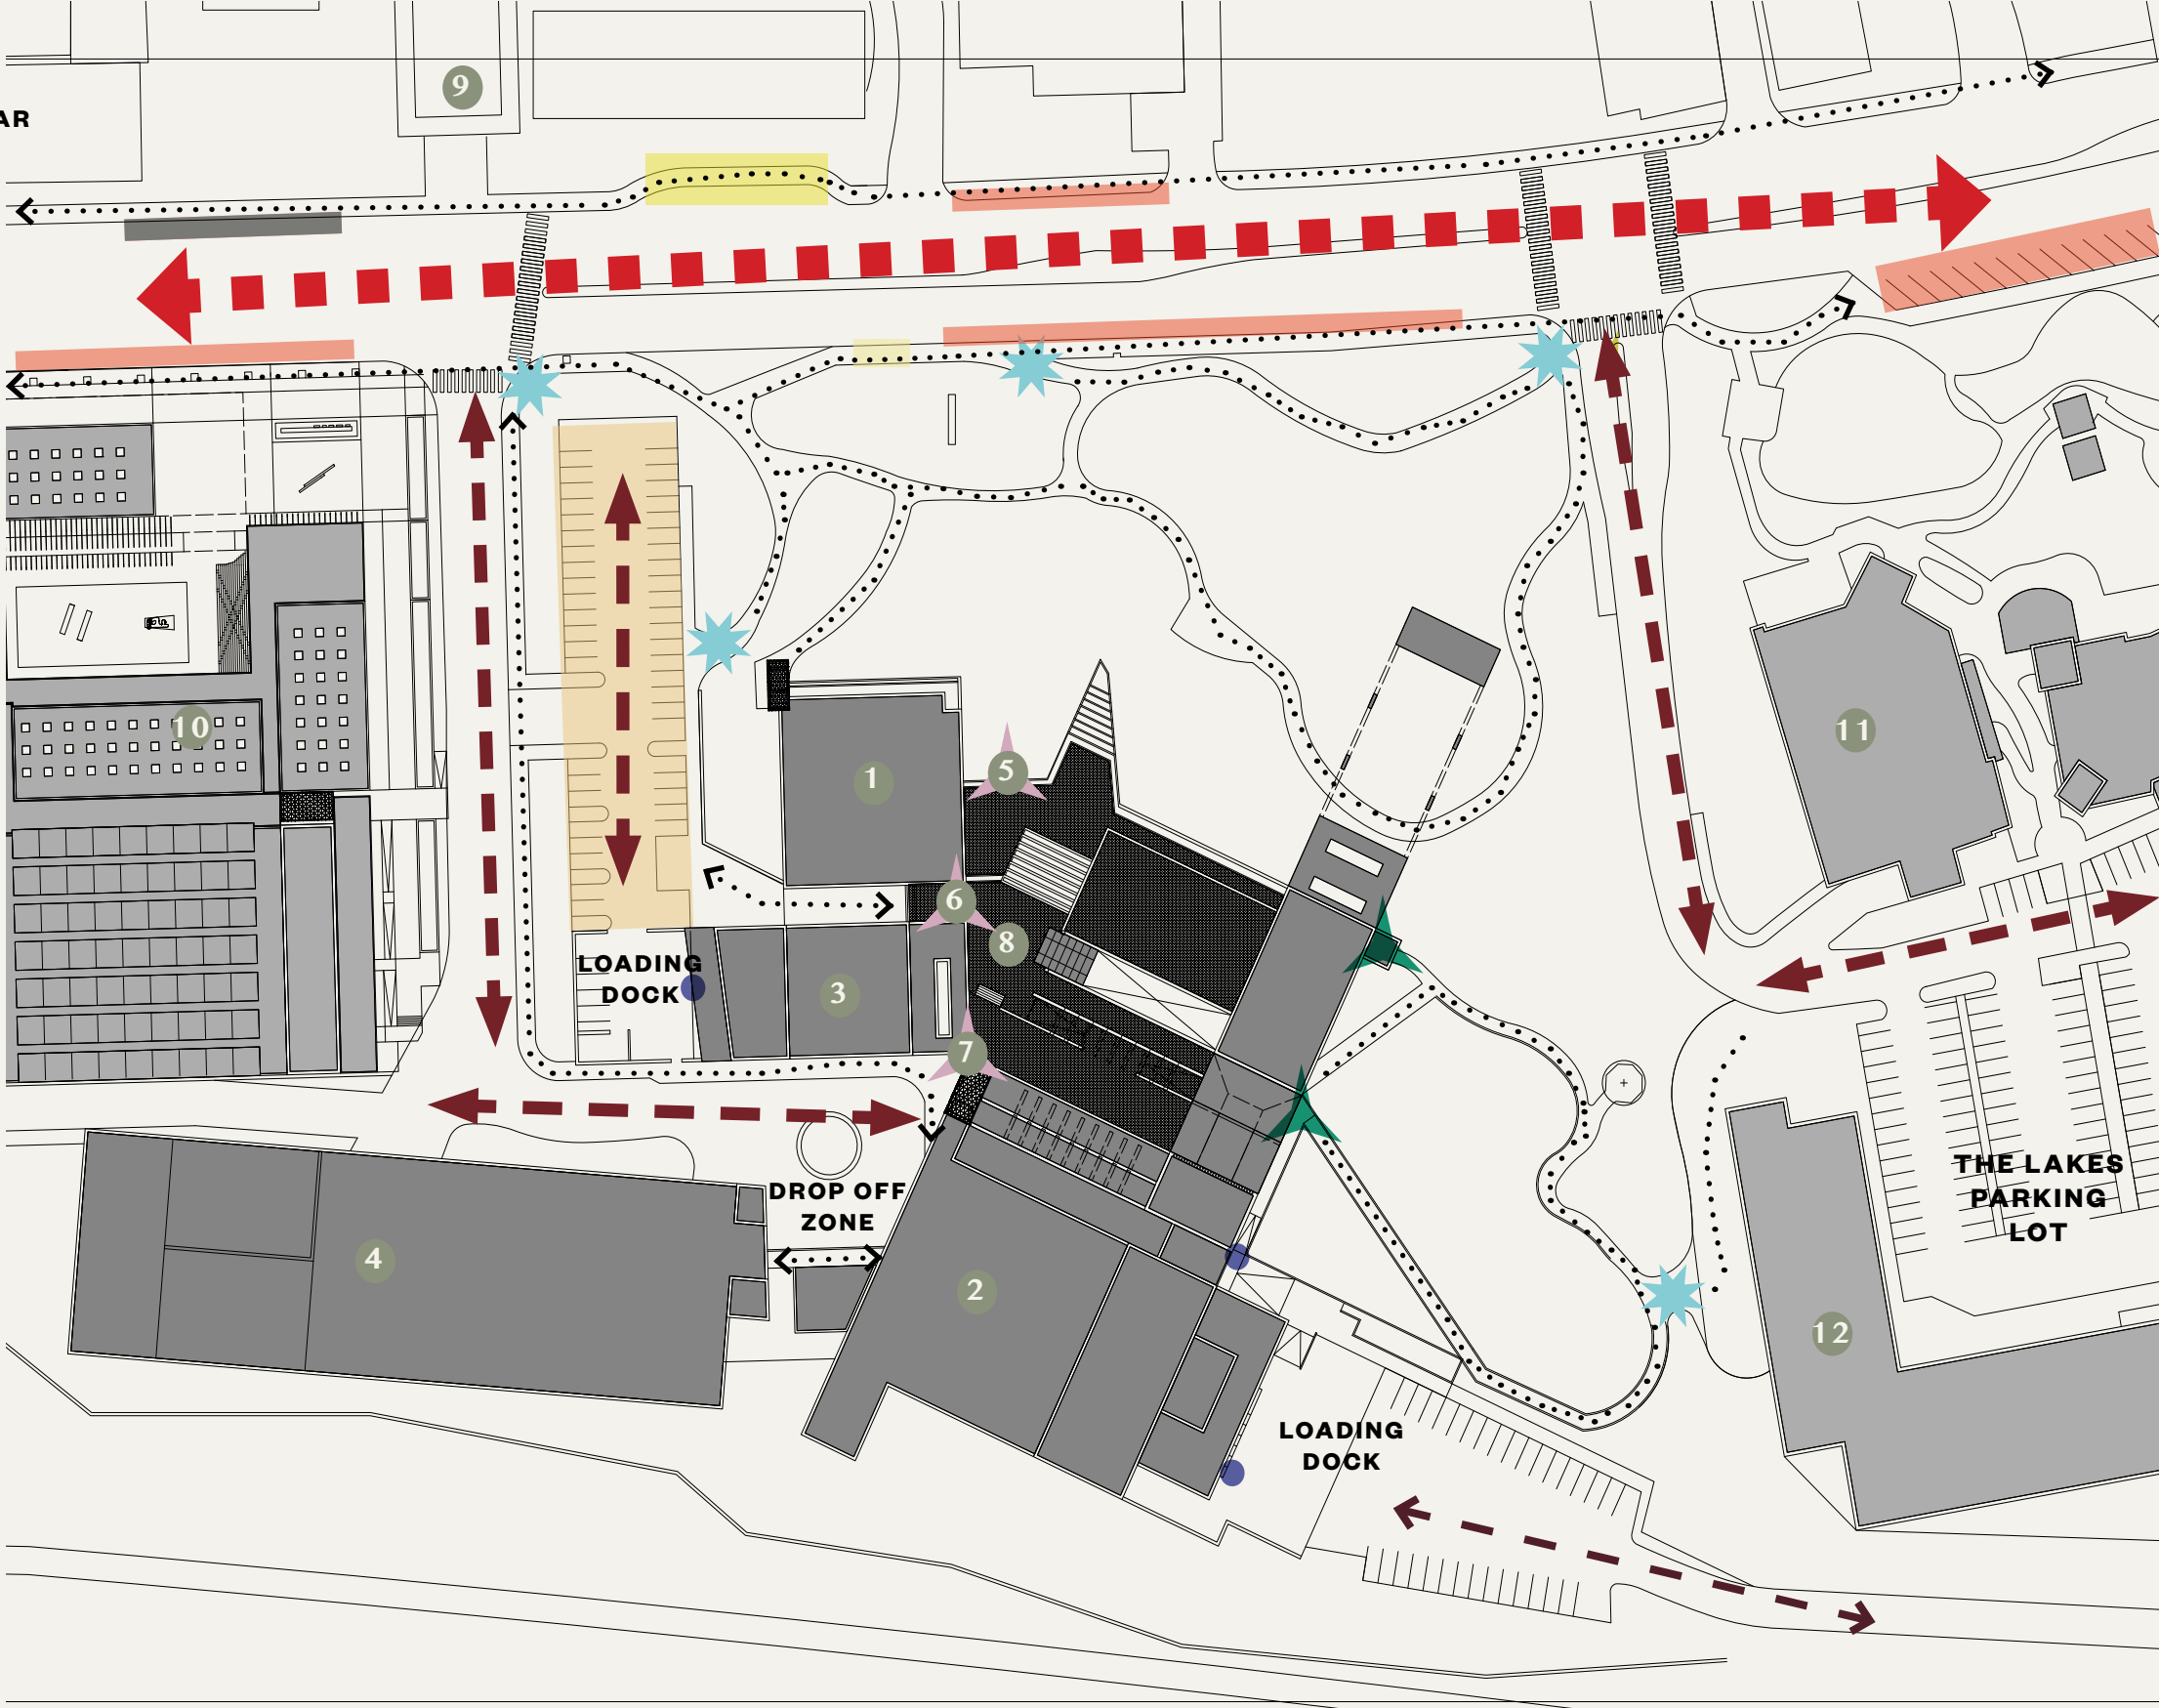 9
AR
10
1
5
11
6
8
LOADING
DOCK
3
7
THE LAKES
PARKING
LOT
DROP OFF
ZONE
4
2
12
LOADING
DOCK